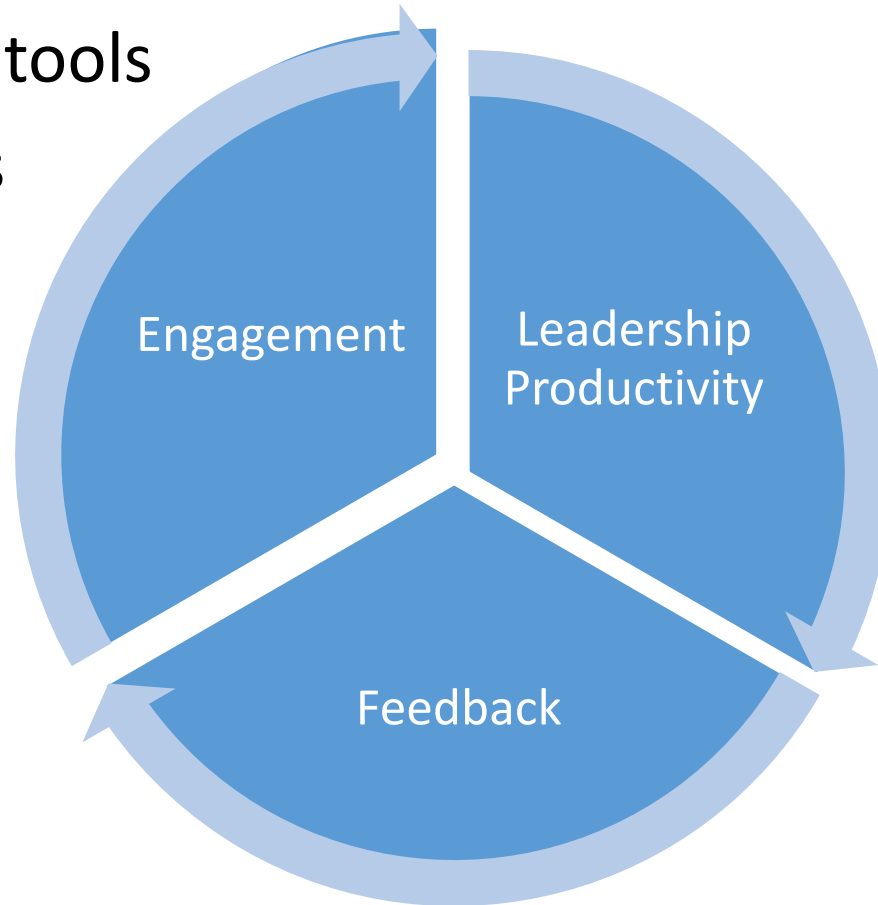 tools
s
Engagement
Leadership
Productivity
Feedback